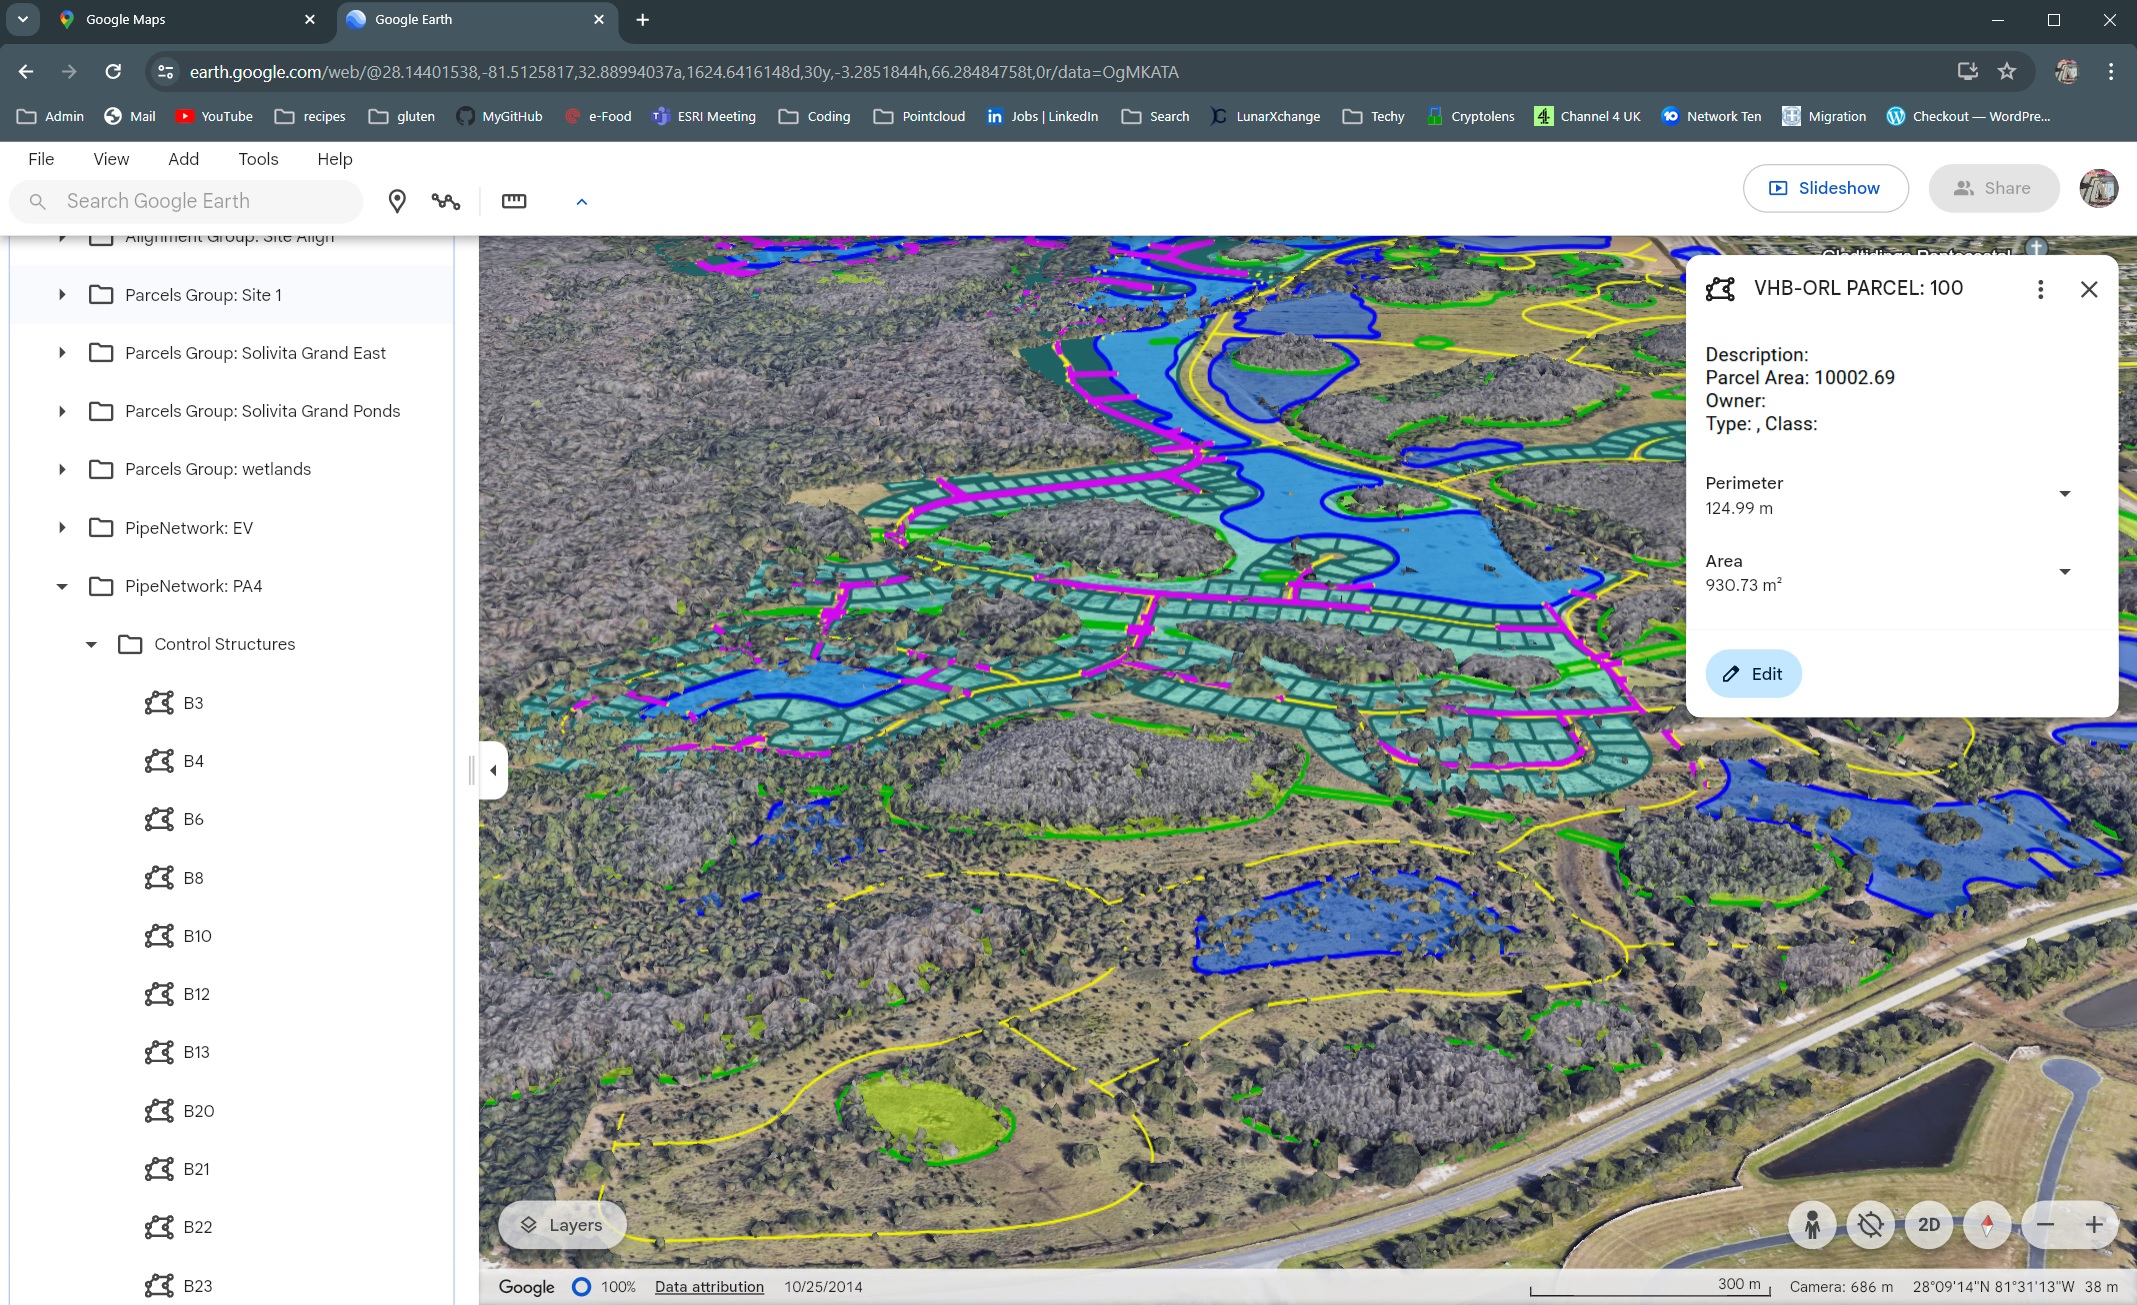 Google Maps
Google Earth
earth.google.com/web/@28.14401538,-81.5125817,32.88994037a,1624.6416148d,30y,-3.2851844h,66.28484758t,0r/data=OgMKATA
Admin Mail YouTube recipes gluten MyGitHub e-Food ESRI Meeting Coding Pointcloud Jobs | LinkedIn Search LunarXchange Techy Cryptolens Channel 4 UK Network Ten Migration Checkout — WordPre...
File View Add Tools Help
Search Google Earth
Slideshow
Share
Alignment Group: Site Align
Parcels Group: Site 1
Parcels Group: Solivita Grand East
Parcels Group: Solivita Grand Ponds
Parcels Group: wetlands
PipeNetwork: EV
PipeNetwork: PA4
Control Structures
B3
B4
B6
B8
B10
B12
B13
B20
B21
B22
B23
VHB-ORL PARCEL: 100
Description:
Parcel Area: 10002.69
Owner:
Type: , Class:
Perimeter
124.99 m
Area
930.73 m²
Edit
Layers
2D
Google 100% Data attribution 10/25/2014
300 m Camera: 686 m 28°09'14"N 81°31'13"W 38 m